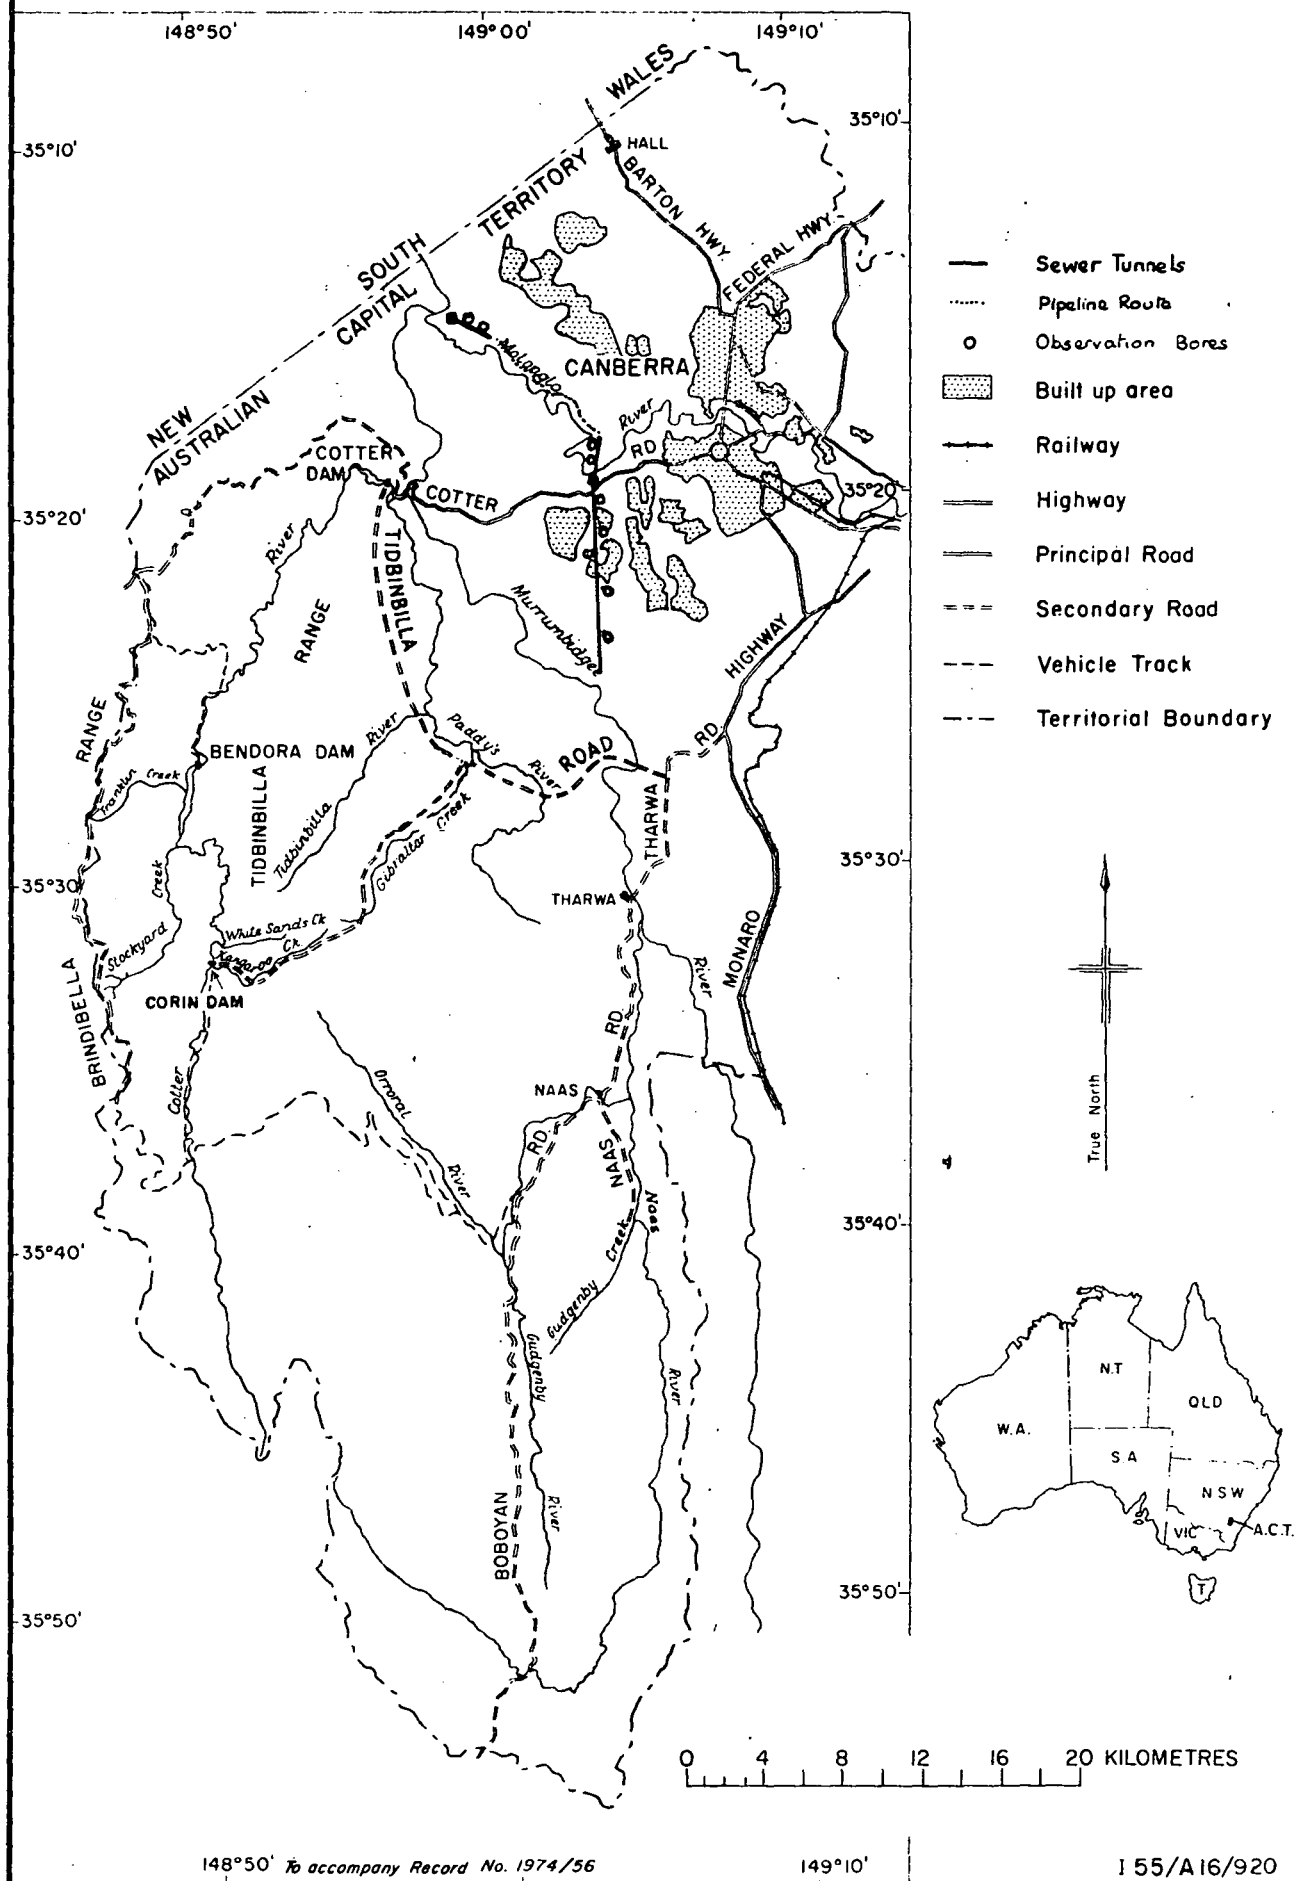 148°50'
149°00'
149°10'
35°10'
35°10'
NEW SOUTH WALES
AUSTRALIAN CAPITAL TERRITORY
HALL
BARTON HWY.
FEDERAL HWY.
Molonglo
River
CANBERRA
COTTER DAM
COTTER RD
35°20'
35°20'
River
TIDBINBILLA
RANGE
Murrumbidgee
HIGHWAY
RD.
RANGE
BENDORA DAM
River
Paddy's
River
ROAD
Franklin Creek
TIDBINBILLA
Tidbinbilla
Gibraltar Creek
THARWA
35°30'
35°30'
Creek
Stockyard
THARWA
White Sands Ck
Kangaroo Ck
CORIN DAM
BRINDIBELLA
River
MONARO
RD.
Cotter
Orroral
River
NAAS
RD
NAAS
Naas
Creek
Gudgenby
35°40'
35°40'
Gudgenby
River
River
BOBOYAN
35°50'
35°50'
Sewer Tunnels
Pipeline Route
Observation Bores
Built up area
Railway
Highway
Principal Road
Secondary Road
Vehicle Track
Territorial Boundary
True North
N.T
QLD
W.A.
S.A
NSW
VIC
A.C.T.
T
0 4 8 12 16 20 KILOMETRES
148°50'
To accompany Record No. 1974/56
149°10'
I 55/A16/920